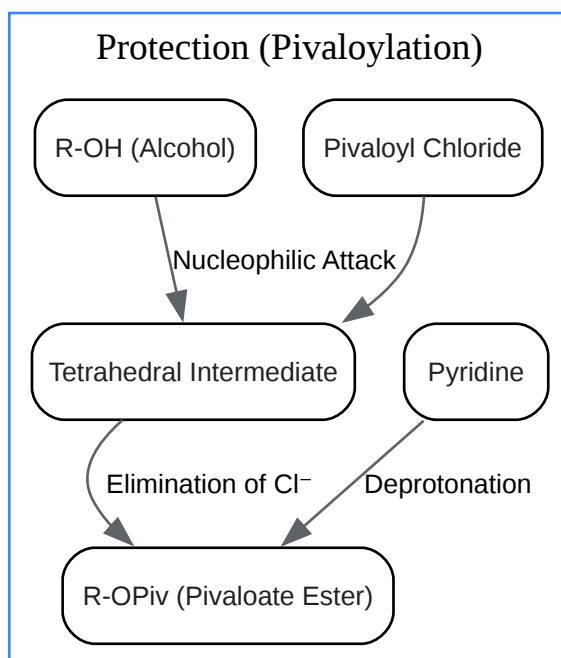 Protection (Pivaloylation)
R-OH (Alcohol)
Pivaloyl Chloride
Nucleophilic Attack
Tetrahedral Intermediate
Pyridine
Elimination of Cl⁻
Deprotonation
R-OPiv (Pivaloate Ester)